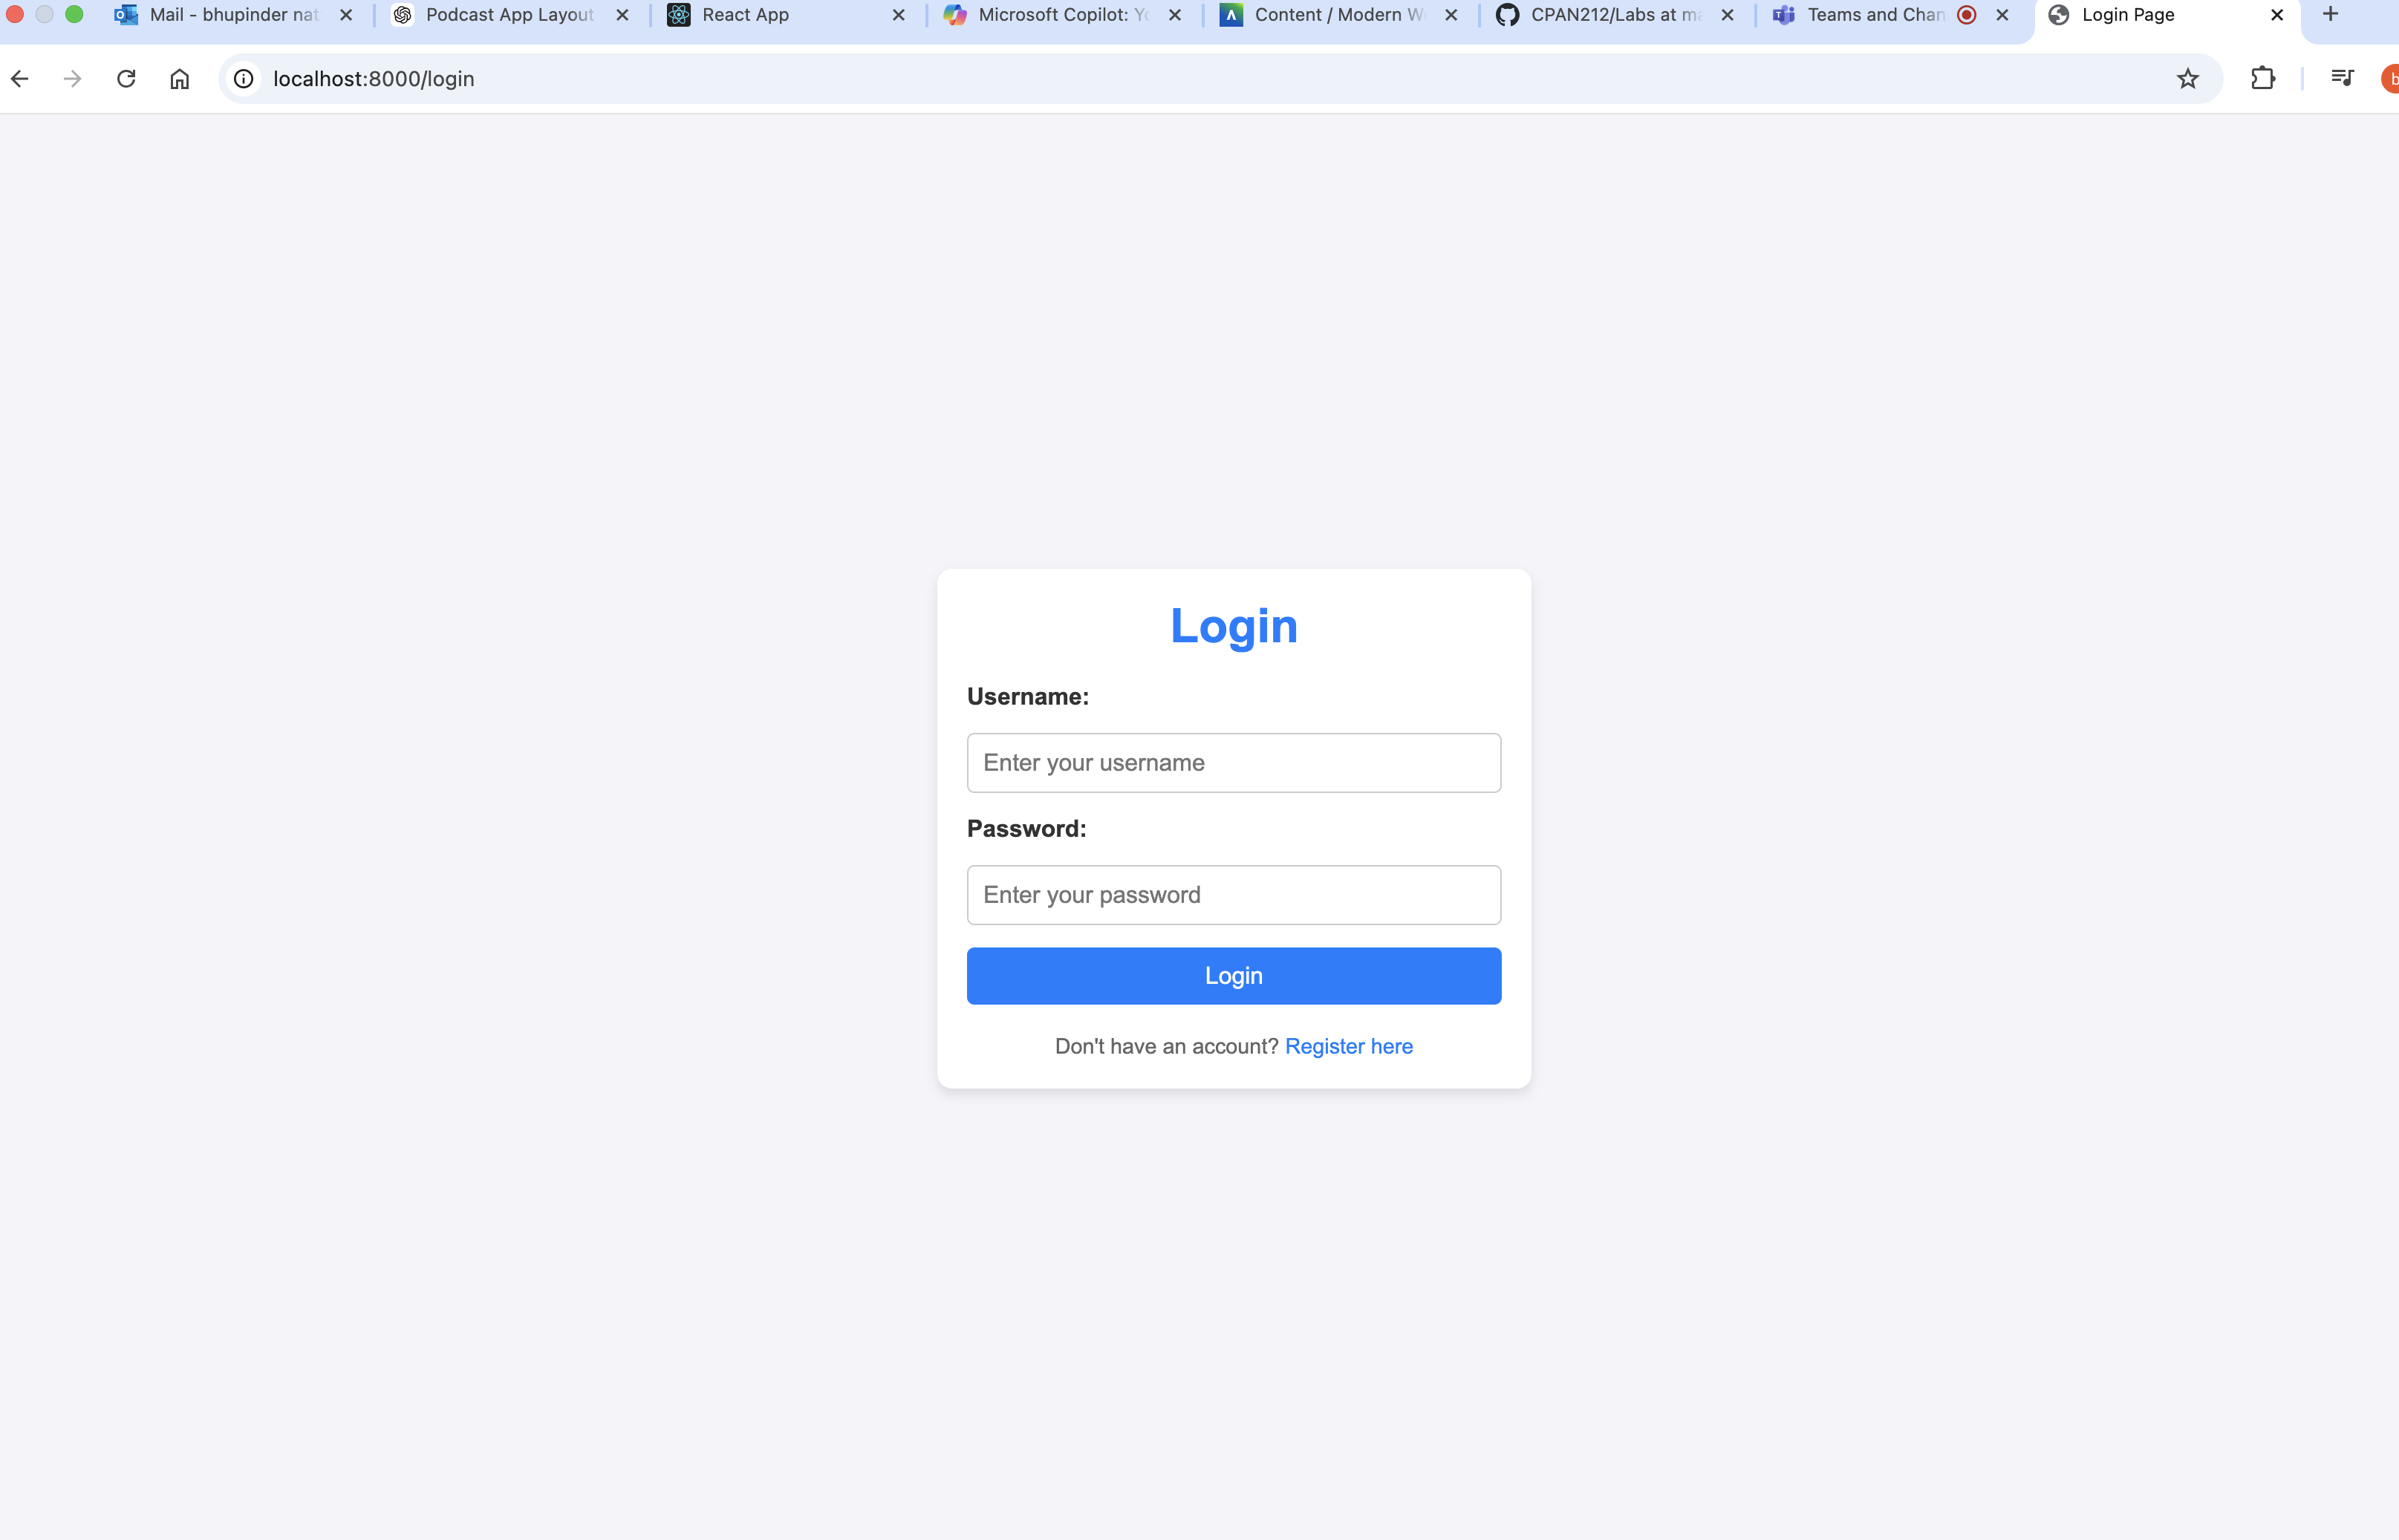 Mail - bhupinder nat
Podcast App Layout
React App
Microsoft Copilot: Yo
Content / Modern W
CPAN212/Labs at ma
Teams and Chan
Login Page
localhost:8000/login
b
Login
Username:
Enter your username
Password:
Enter your password
Login
Don't have an account? Register here